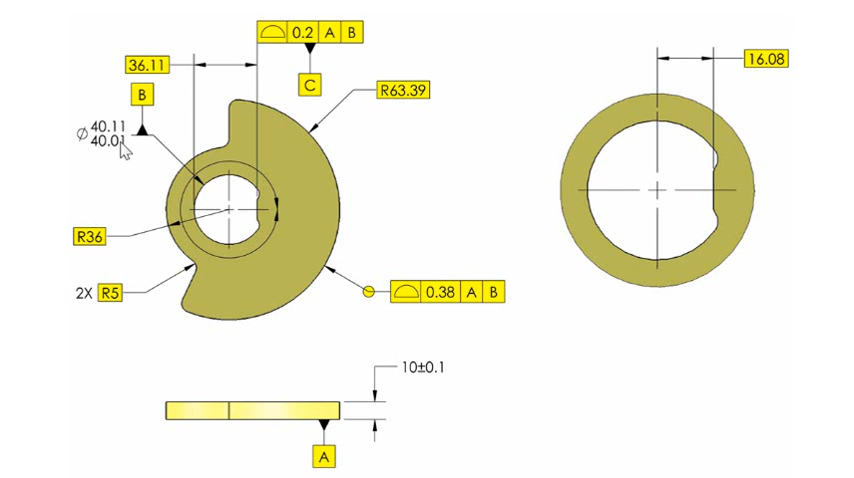 ⌓ 0.2 A B
36.11
16.08
C
R63.39
B
⌀ 40.11
40.01
R36
2X R5
⌓ 0.38 A B
10±0.1
A